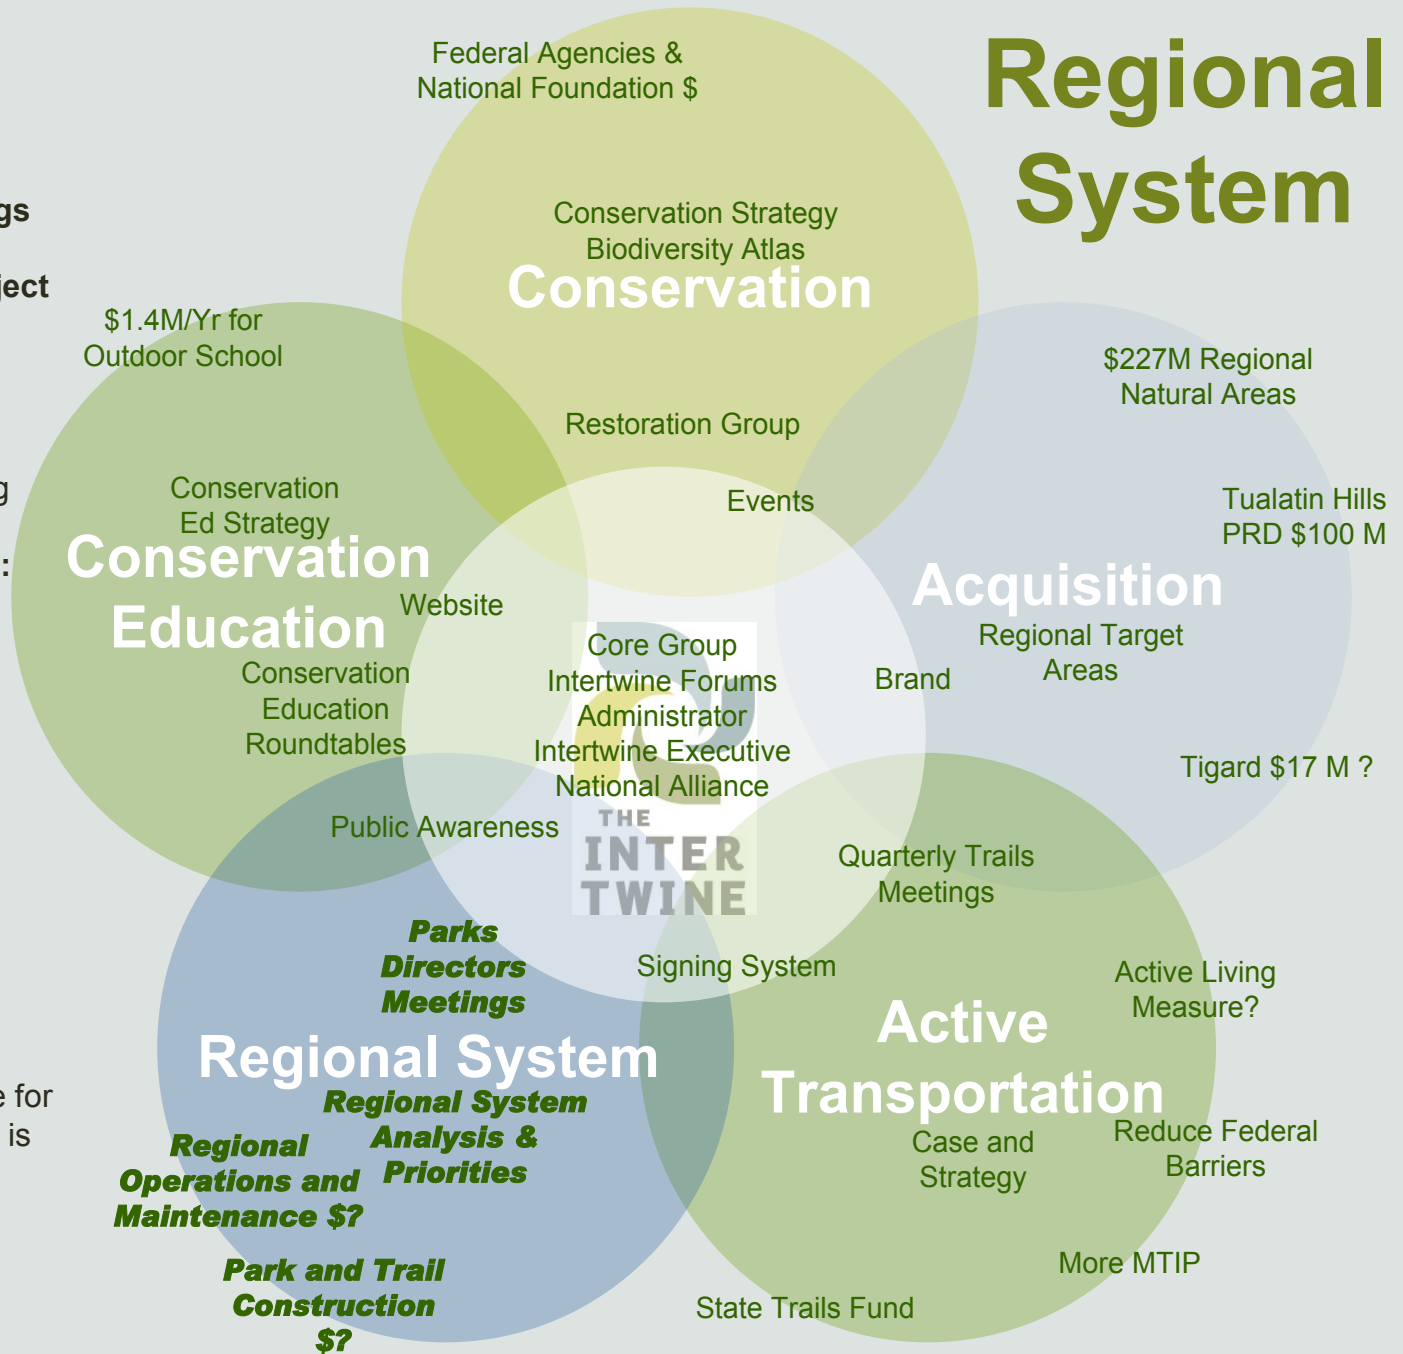 Regional
System
Federal Agencies &
National Foundation $
gs
ject
g
:
e for
is
Conservation Strategy
Biodiversity Atlas
Conservation
Restoration Group
Events
$1.4M/Yr for
Outdoor School
Conservation
Ed Strategy
Conservation
Education
Website
Conservation
Education
Roundtables
Public Awareness
$227M Regional
Natural Areas
Tualatin Hills
PRD $100 M
Acquisition
Regional Target
Areas
Brand
Tigard $17 M ?
Core Group
Intertwine Forums
Administrator
Intertwine Executive
National Alliance
THE
INTER
TWINE
Quarterly Trails
Meetings
Signing System
Active Living
Measure?
Active
Transportation
Case and
Strategy
Reduce Federal
Barriers
More MTIP
State Trails Fund
Parks
Directors
Meetings
Regional System
Regional System
Analysis &
Priorities
Regional
Operations and
Maintenance $?
Park and Trail
Construction
$?